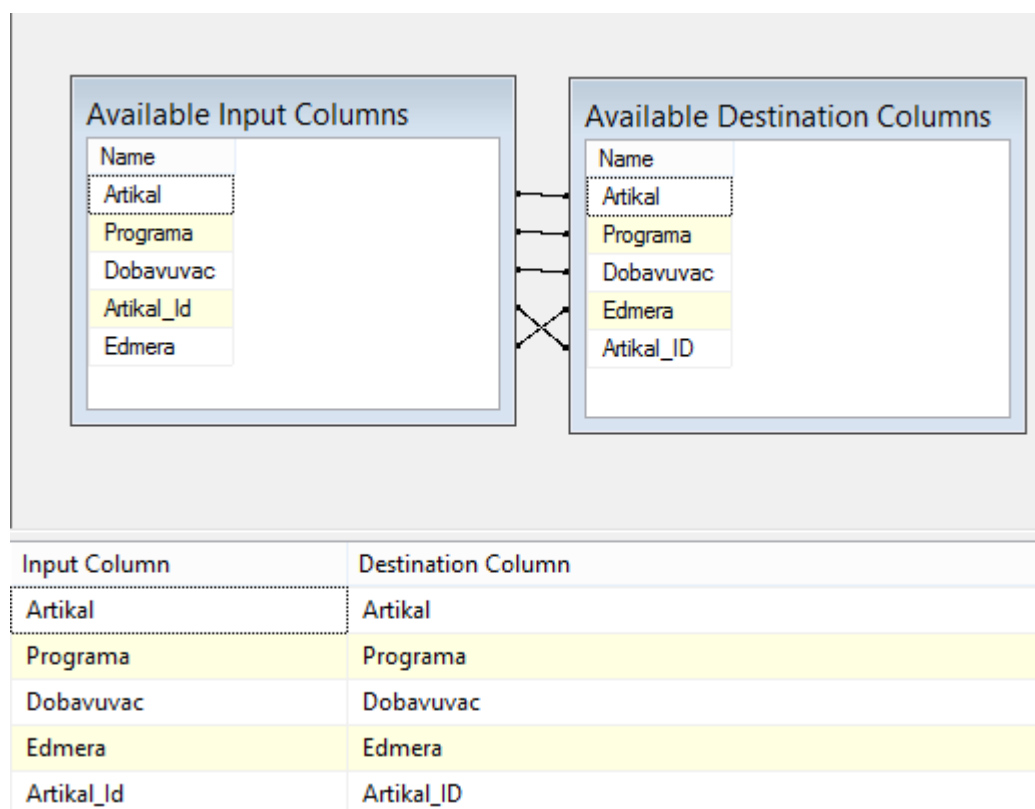 Available Input Columns
Name
Artikal
Programa
Dobavuvac
Artikal_Id
Edmera
Available Destination Columns
Name
Artikal
Programa
Dobavuvac
Edmera
Artikal_ID
Input Column Destination Column
Artikal Artikal
Programa Programa
Dobavuvac Dobavuvac
Edmera Edmera
Artikal_Id Artikal_ID